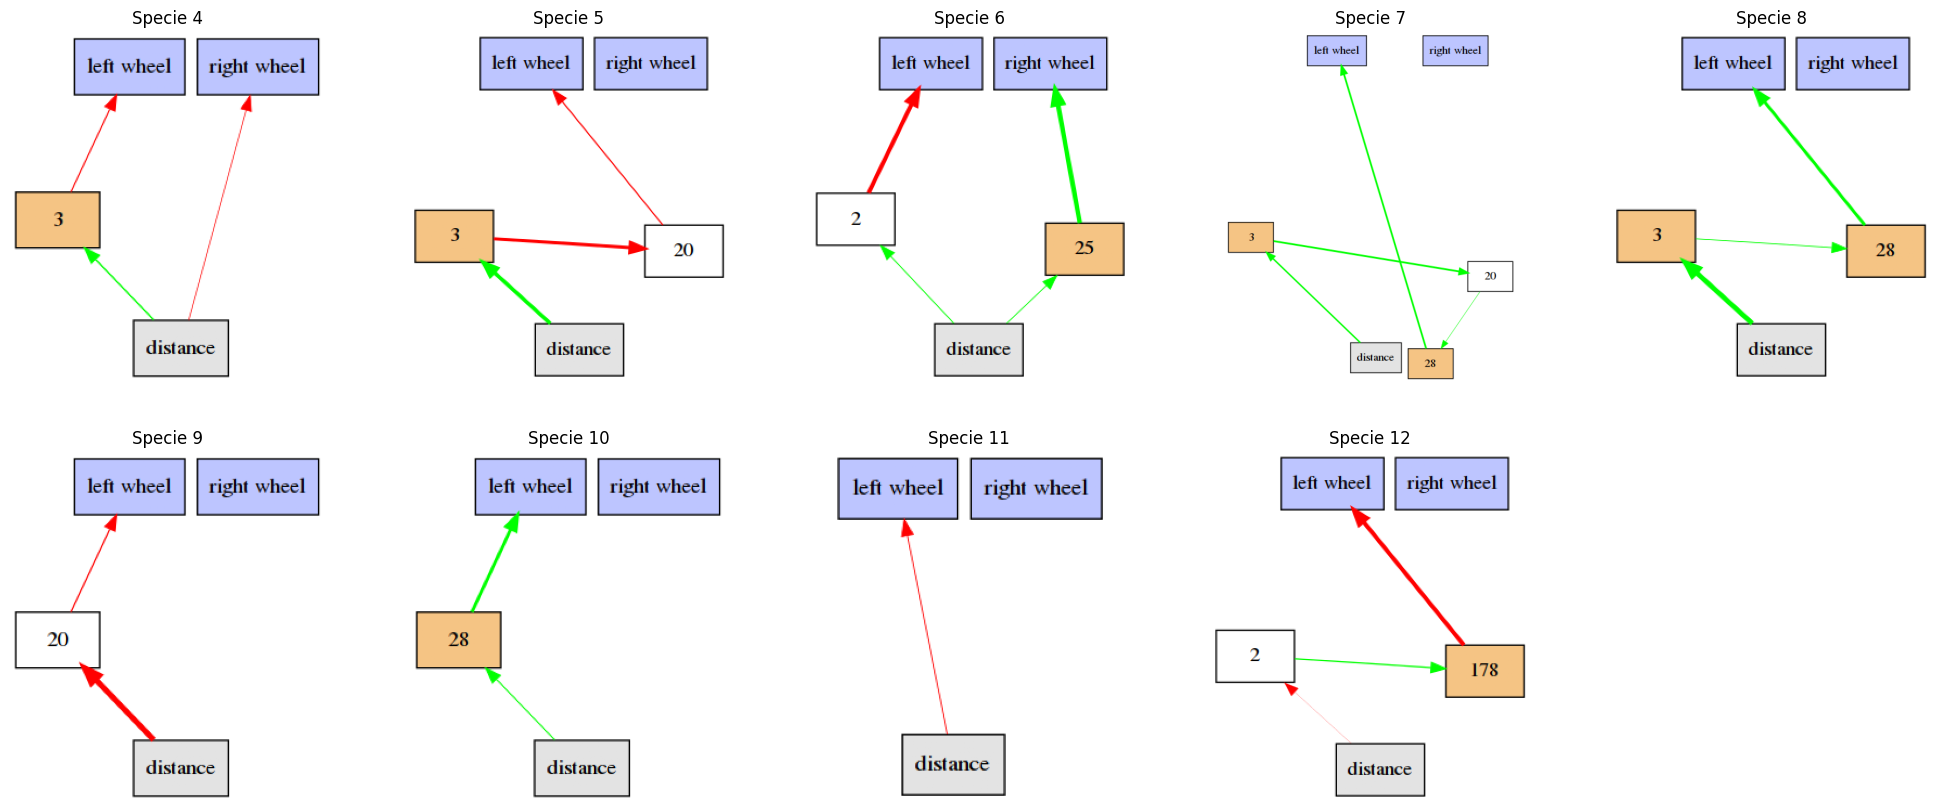 Specie 4
left wheel
right wheel
3
distance
Specie 5
left wheel
right wheel
3
20
distance
Specie 6
left wheel
right wheel
2
25
distance
Specie 7
left wheel
right wheel
3
20
distance
28
Specie 8
left wheel
right wheel
3
28
distance
Specie 9
left wheel
right wheel
20
distance
Specie 10
left wheel
right wheel
28
distance
Specie 11
left wheel
right wheel
distance
Specie 12
left wheel
right wheel
2
178
distance